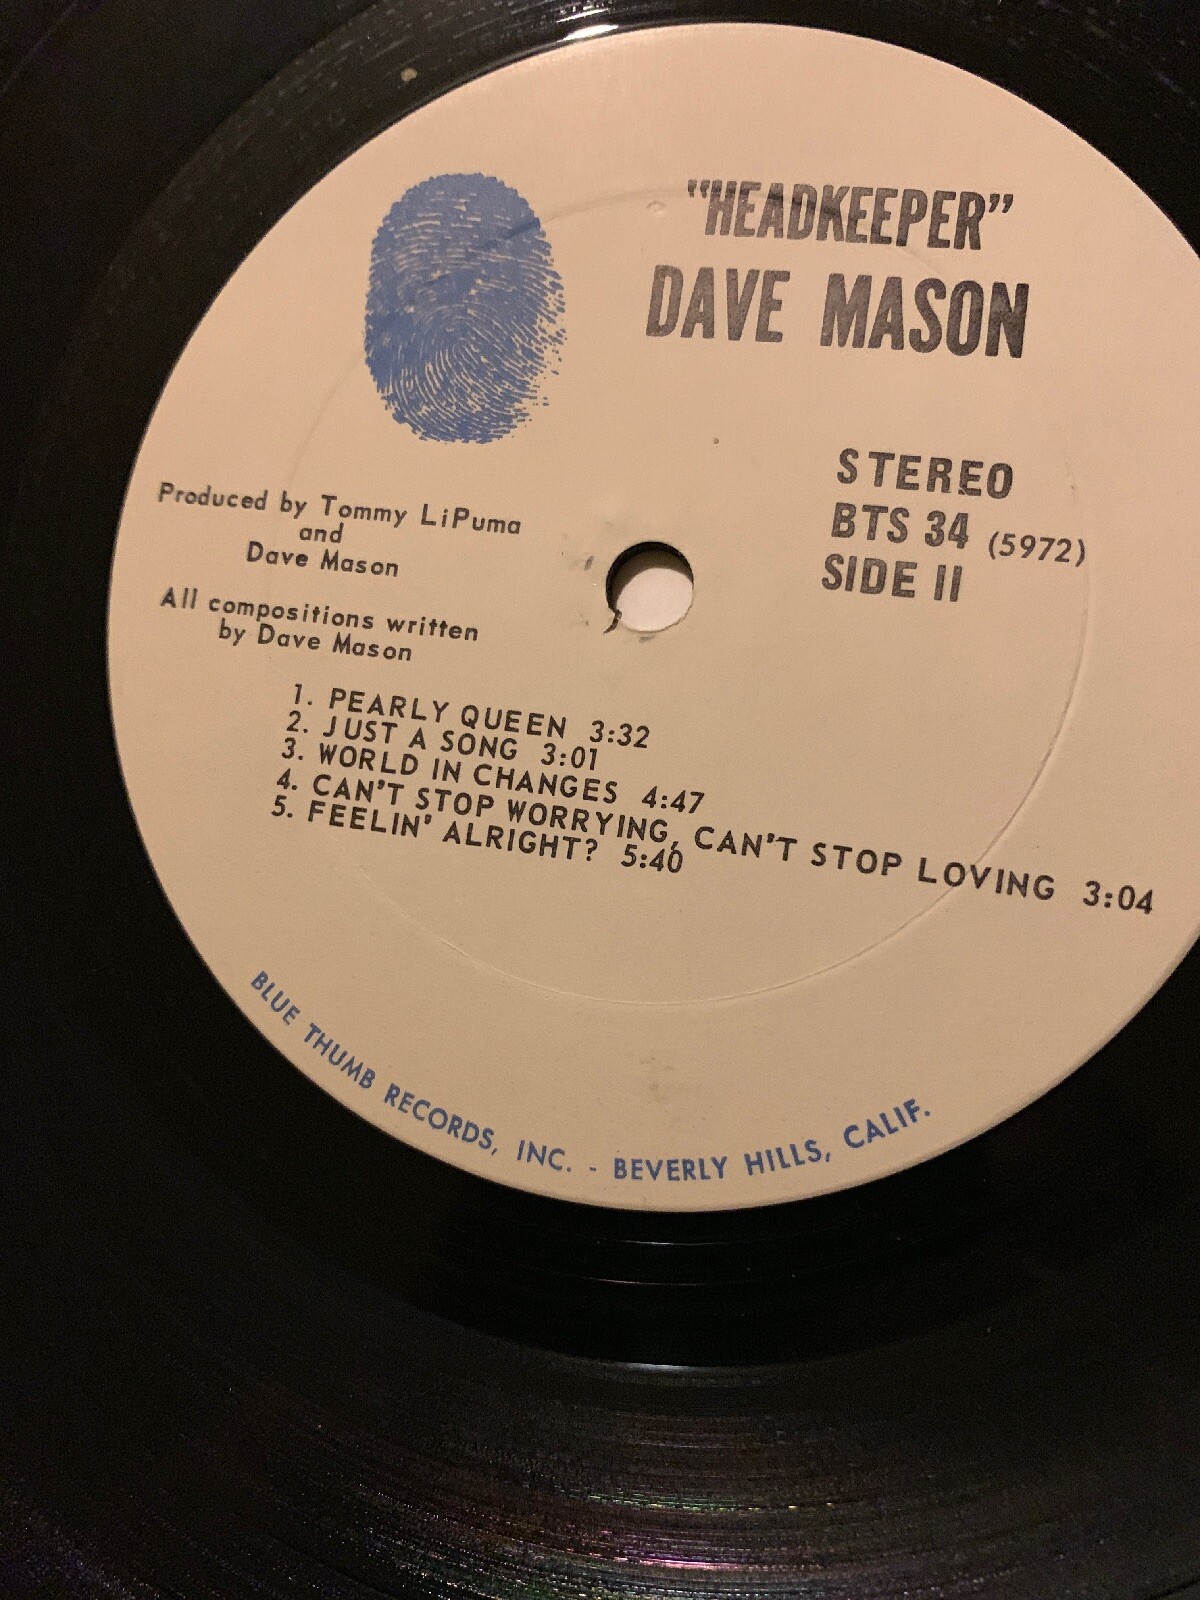 "HEADKEEPER"
DAVE MASON
STEREO
BTS 34 (5972)
SIDE II
Produced by Tommy LiPuma
and
Dave Mason
All compositions written
by Dave Mason
1. PEARLY QUEEN 3:32
2. JUST A SONG 3:01
3. WORLD IN CHANGES 4:47
4. CAN'T STOP WORRYING, CAN'T STOP LOVING 3:04
5. FEELIN' ALRIGHT? 5:40
BLUE THUMB RECORDS, INC. - BEVERLY HILLS, CALIF.